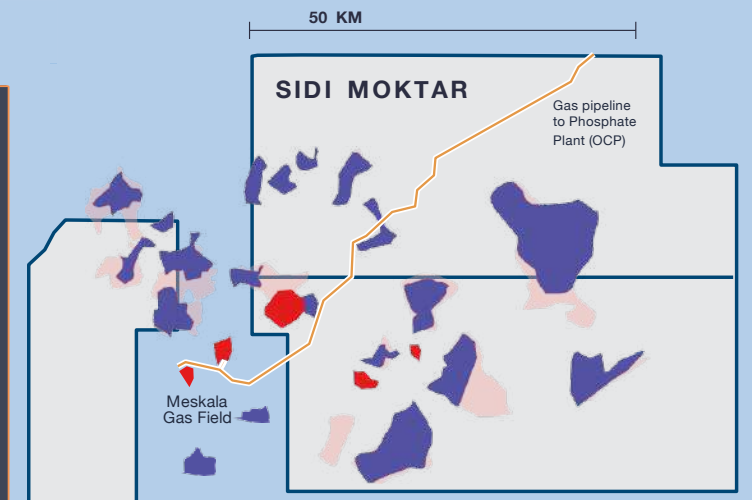 50 KM
SIDI MOKTAR
Gas pipeline
to Phosphate
Plant (OCP)
Meskala
Gas Field